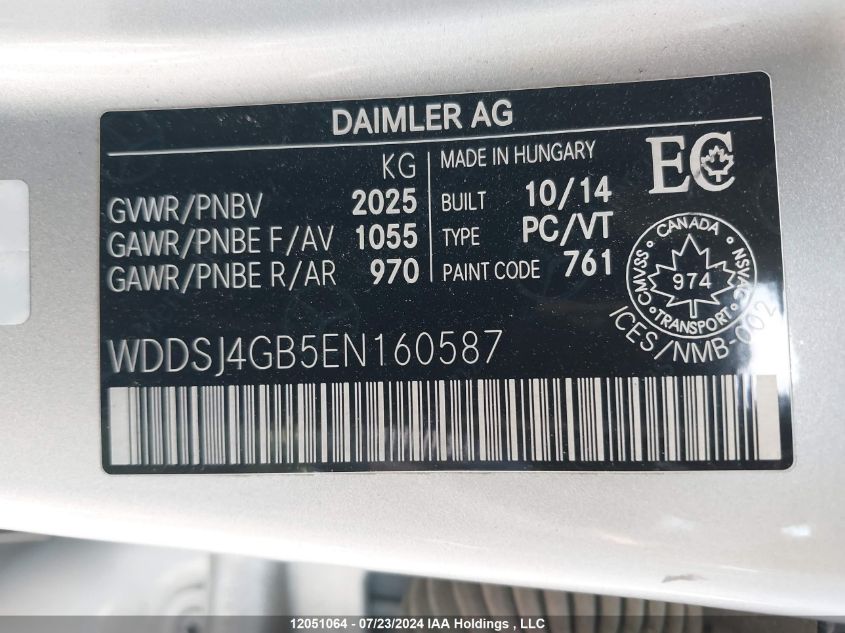 DAIMLER AG
KG
GVWR/PNBV 2025
GAWR/PNBE F/AV 1055
GAWR/PNBE R/AR 970
MADE IN HUNGARY
BUILT 10/14
TYPE PC/VT
PAINT CODE 761
EC
CANADA
CMVSS NSVAC
974
TRANSPORT
ICES/NMB-002
WDDSJ4GB5EN160587
12051064 - 07/23/2024 IAA Holdings , LLC